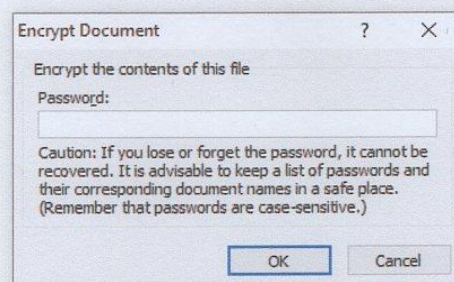 Encrypt Document ? ×
Encrypt the contents of this file
Password:
Caution: If you lose or forget the password, it cannot be
recovered. It is advisable to keep a list of passwords and
their corresponding document names in a safe place.
(Remember that passwords are case-sensitive.)
OK Cancel